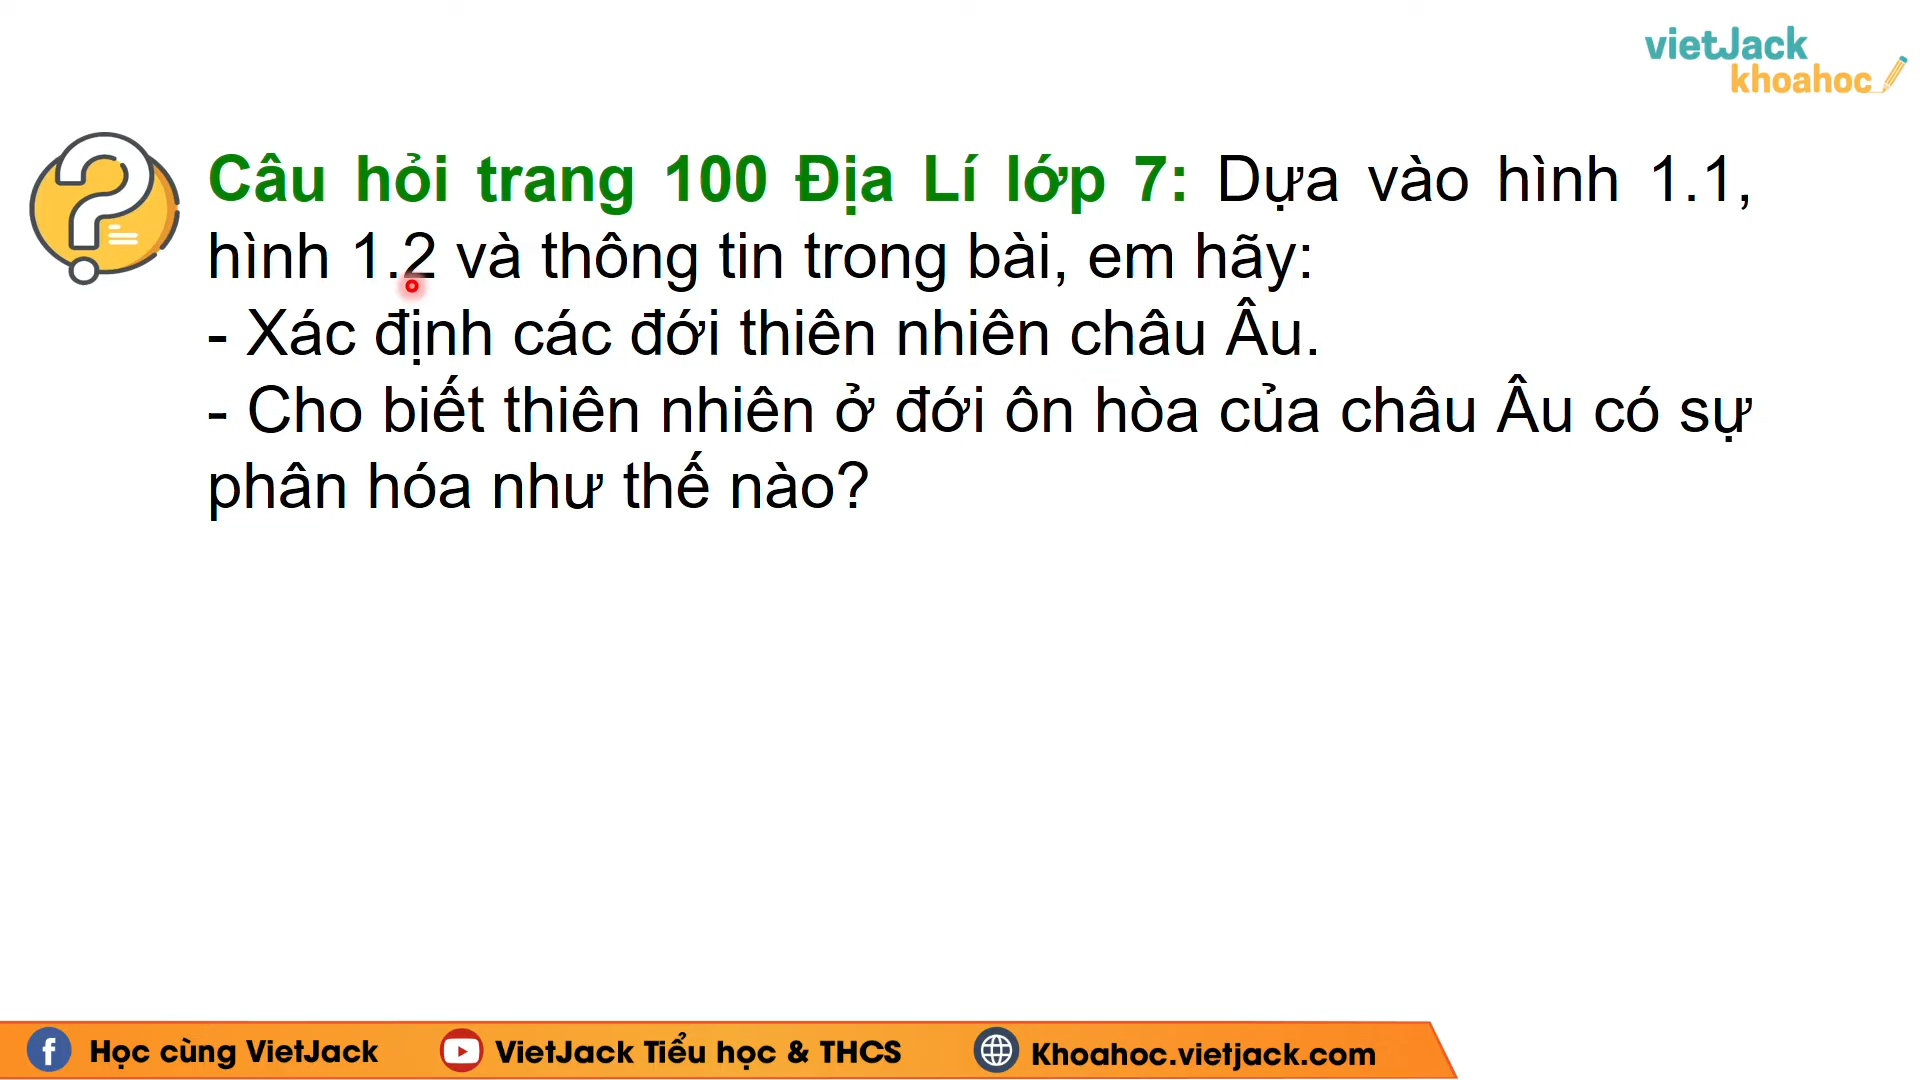 vietJack
khoahoc
Câu hỏi trang 100 Địa Lí lớp 7: Dựa vào hình 1.1,
hình 1.2 và thông tin trong bài, em hãy:
- Xác định các đới thiên nhiên châu Âu.
- Cho biết thiên nhiên ở đới ôn hòa của châu Âu có sự
phân hóa như thế nào?
Học cùng VietJack
VietJack Tiểu học & THCS
Khoahoc.vietjack.com